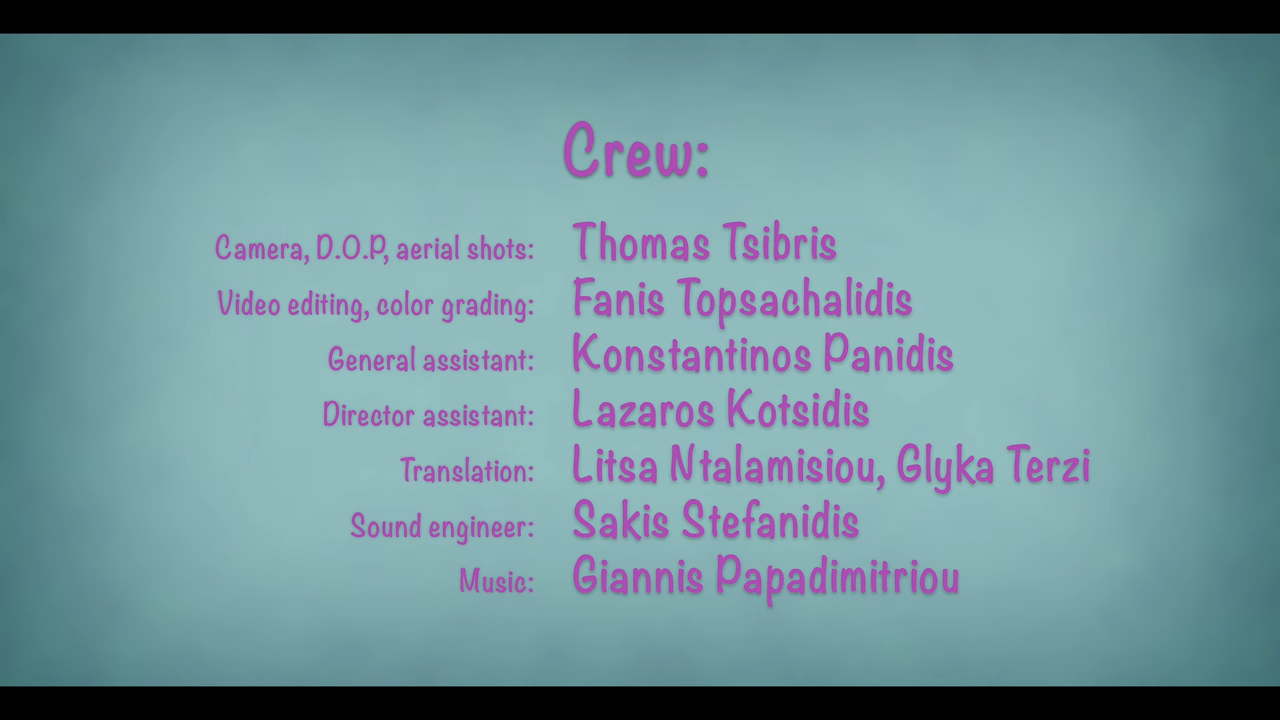 Crew:
Camera, D.O.P, aerial shots: Thomas Tsibris
Video editing, color grading: Fanis Topsachalidis
General assistant: Konstantinos Panidis
Director assistant: Lazaros Kotsidis
Translation: Litsa Ntalamisiou, Glyka Terzi
Sound engineer: Sakis Stefanidis
Music: Giannis Papadimitriou